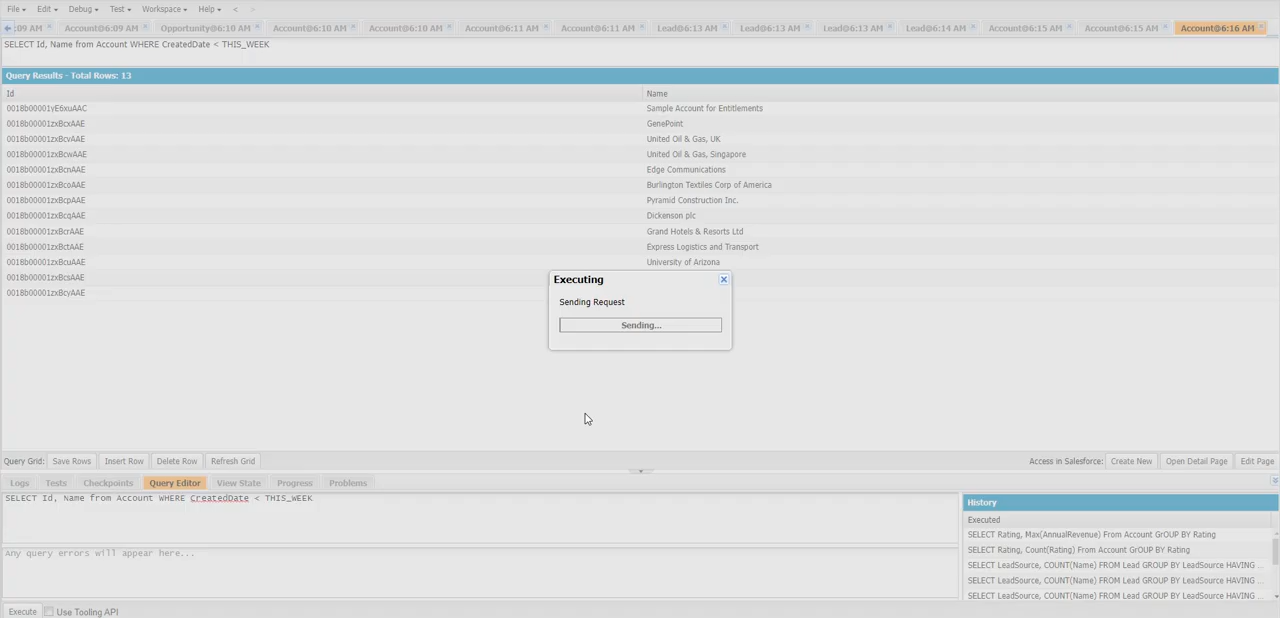 File Edit Debug Test Workspace Help < >
:09 AM Account@6:09 AM Opportunity@6:10 AM Account@6:10 AM Account@6:10 AM Account@6:11 AM Account@6:11 AM Lead@6:13 AM Lead@6:13 AM Lead@6:13 AM Lead@6:14 AM Account@6:15 AM Account@6:15 AM Account@6:16 AM
SELECT Id, Name from Account WHERE CreatedDate < THIS_WEEK
Query Results - Total Rows: 13
Id Name
0018b00001yE6xuAAC Sample Account for Entitlements
0018b00001zxBcxAAE GenePoint
0018b00001zxBcvAAE United Oil & Gas, UK
0018b00001zxBcwAAE United Oil & Gas, Singapore
0018b00001zxBcnAAE Edge Communications
0018b00001zxBcoAAE Burlington Textiles Corp of America
0018b00001zxBcpAAE Pyramid Construction Inc.
0018b00001zxBcqAAE Dickenson plc
0018b00001zxBcrAAE Grand Hotels & Resorts Ltd
0018b00001zxBctAAE Express Logistics and Transport
0018b00001zxBcuAAE University of Arizona
0018b00001zxBcsAAE
0018b00001zxBcyAAE
Executing
Sending Request
Sending...
Query Grid: Save Rows Insert Row Delete Row Refresh Grid Access in Salesforce: Create New Open Detail Page Edit Page
Logs Tests Checkpoints Query Editor View State Progress Problems
SELECT Id, Name from Account WHERE CreatedDate < THIS_WEEK
Any query errors will appear here...
History
Executed
SELECT Rating, Max(AnnualRevenue) From Account GrOUP BY Rating
SELECT Rating, Count(Rating) From Account GrOUP BY Rating
SELECT LeadSource, COUNT(Name) FROM Lead GROUP BY LeadSource HAVING ...
SELECT LeadSource, COUNT(Name) FROM Lead GROUP BY LeadSource HAVING ...
SELECT LeadSource, COUNT(Name) FROM Lead GROUP BY LeadSource HAVING ...
Execute Use Tooling API